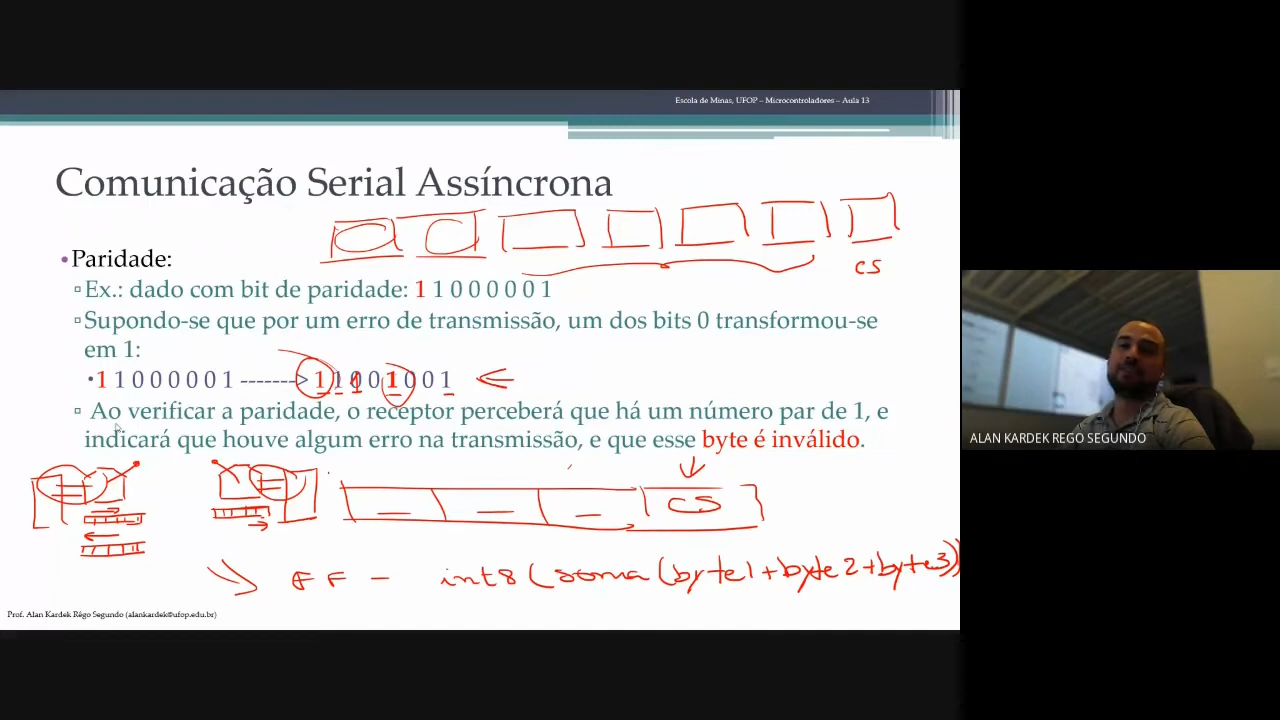 Escola de Minas, UFOP – Microcontroladores – Aula 13
Comunicação Serial Assíncrona
CS
•Paridade:
▫Ex.: dado com bit de paridade: 1 1 0 0 0 0 0 1
▫Supondo-se que por um erro de transmissão, um dos bits 0 transformou-se
em 1:
•1 1 0 0 0 0 0 1 -------> 1 1 0 0 1 0 0 1
▫ Ao verificar a paridade, o receptor perceberá que há um número par de 1, e
indicará que houve algum erro na transmissão, e que esse byte é inválido.
CS
FF - int8 (soma (byte1+byte2+byte3))
Prof. Alan Kardek Rêgo Segundo (alankardek@ufop.edu.br)
ALAN KARDEK REGO SEGUNDO